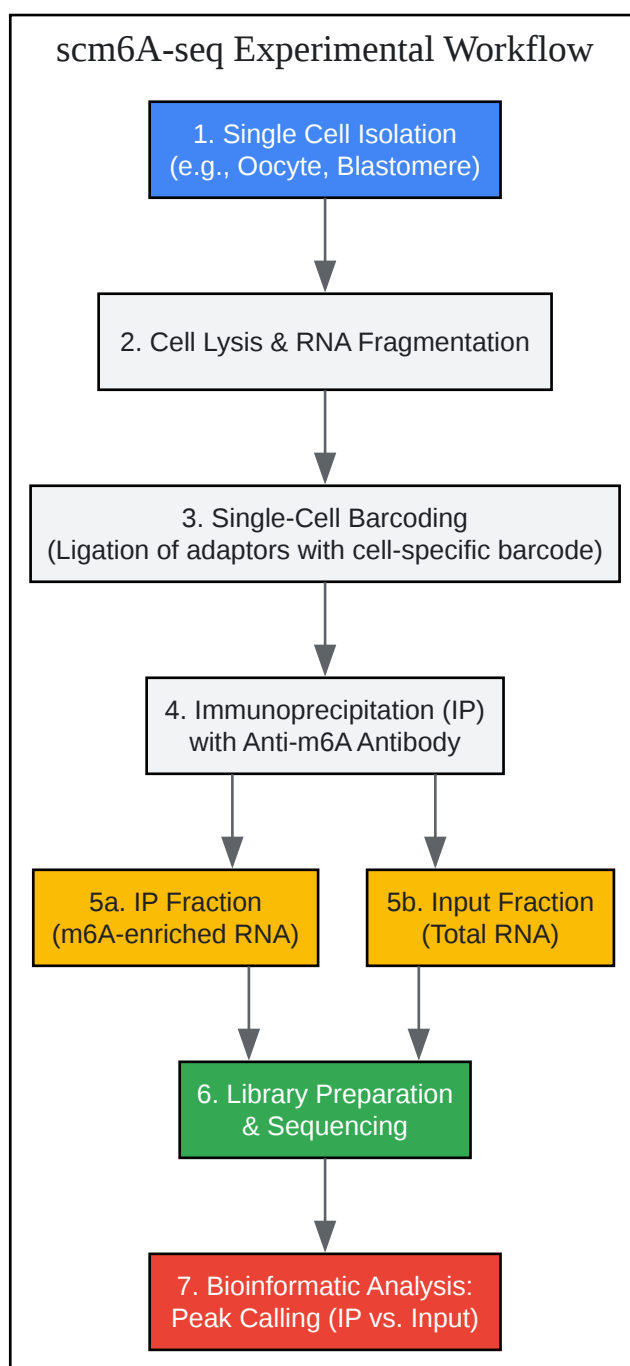 scm6A-seq Experimental Workflow
1. Single Cell Isolation
(e.g., Oocyte, Blastomere)
2. Cell Lysis & RNA Fragmentation
3. Single-Cell Barcoding
(Ligation of adaptors with cell-specific barcode)
4. Immunoprecipitation (IP)
with Anti-m6A Antibody
5a. IP Fraction
(m6A-enriched RNA)
5b. Input Fraction
(Total RNA)
6. Library Preparation
& Sequencing
7. Bioinformatic Analysis:
Peak Calling (IP vs. Input)